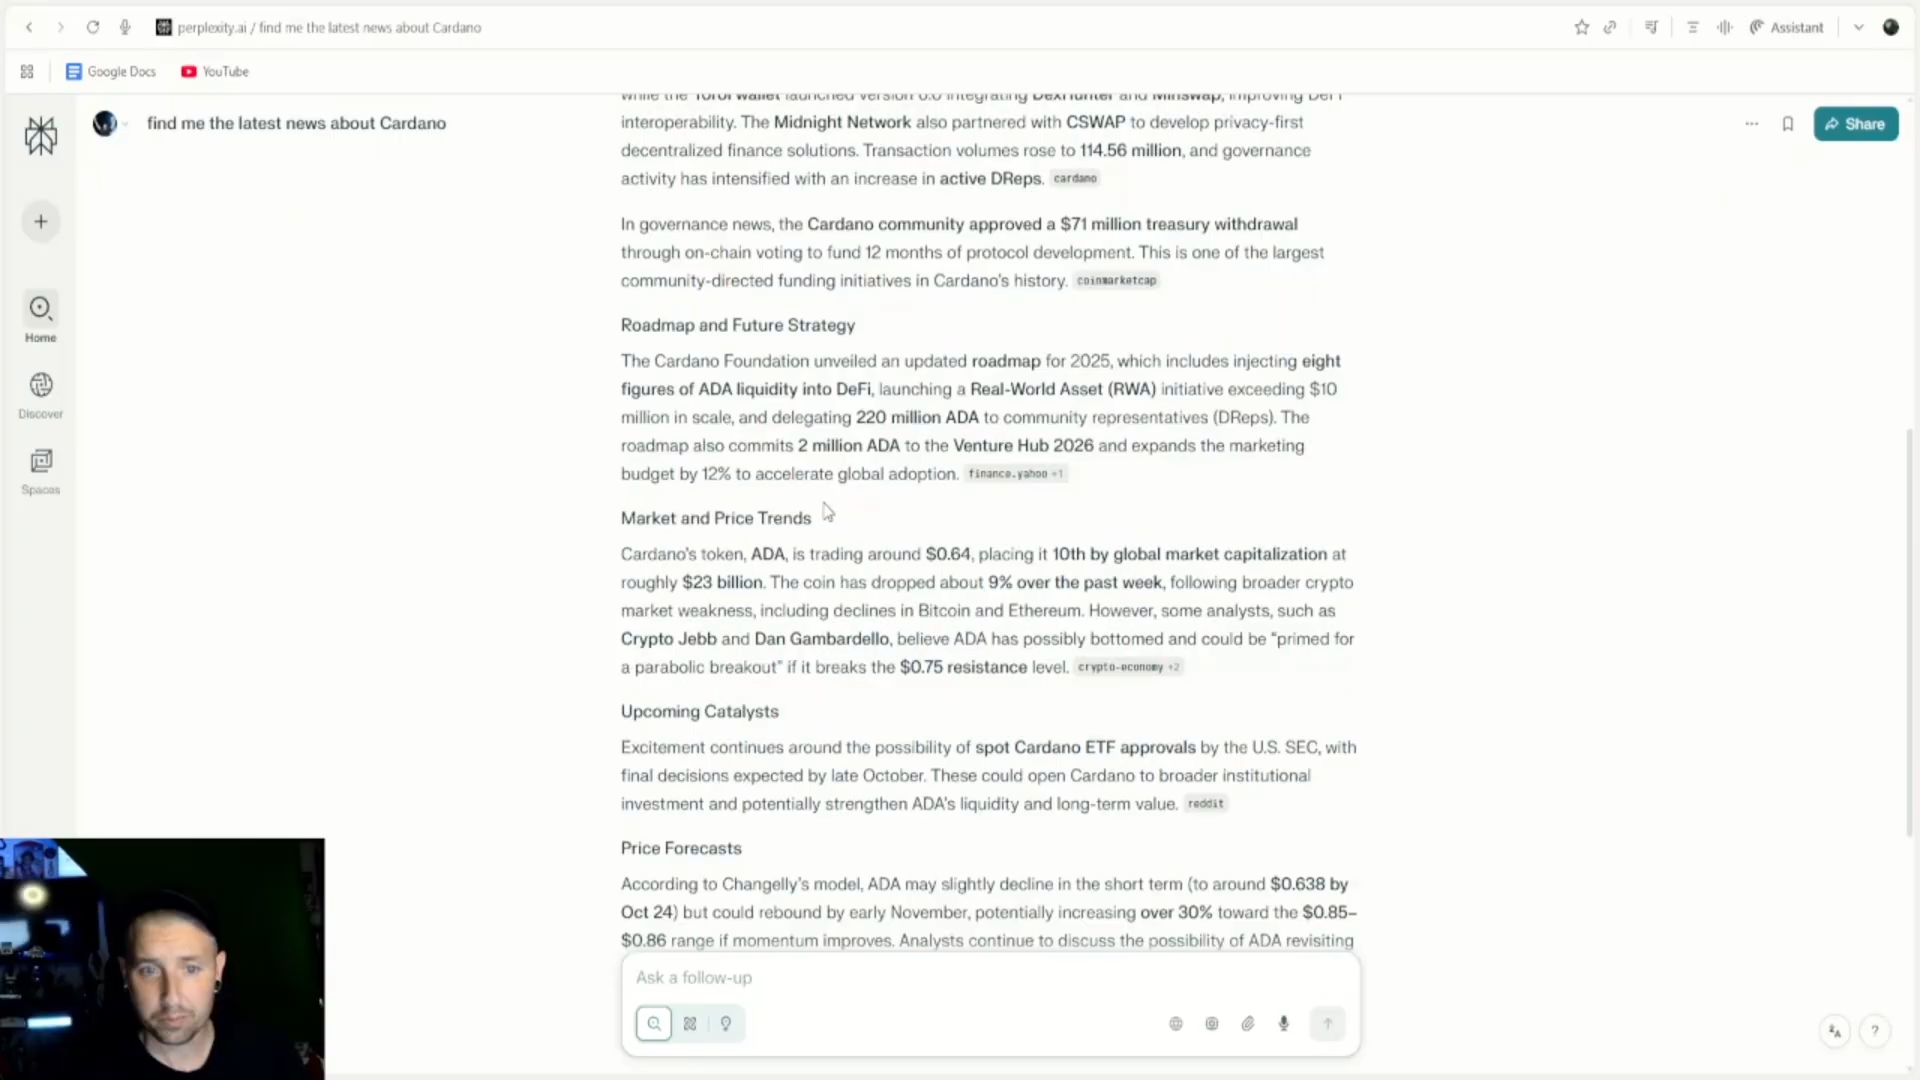 perplexity.ai / find me the latest news about Cardano
Assistant
Google Docs
YouTube
find me the latest news about Cardano
Share
while the Yoroi wallet launched version 6.0 integrating DexHunter and Minswap, improving DeFi
interoperability. The Midnight Network also partnered with CSWAP to develop privacy-first
decentralized finance solutions. Transaction volumes rose to 114.56 million, and governance
activity has intensified with an increase in active DReps. cardano
In governance news, the Cardano community approved a $71 million treasury withdrawal
through on-chain voting to fund 12 months of protocol development. This is one of the largest
community-directed funding initiatives in Cardano's history. coinmarketcap
Roadmap and Future Strategy
The Cardano Foundation unveiled an updated roadmap for 2025, which includes injecting eight
figures of ADA liquidity into DeFi, launching a Real-World Asset (RWA) initiative exceeding $10
million in scale, and delegating 220 million ADA to community representatives (DReps). The
roadmap also commits 2 million ADA to the Venture Hub 2026 and expands the marketing
budget by 12% to accelerate global adoption. finance.yahoo +1
Market and Price Trends
Cardano's token, ADA, is trading around $0.64, placing it 10th by global market capitalization at
roughly $23 billion. The coin has dropped about 9% over the past week, following broader crypto
market weakness, including declines in Bitcoin and Ethereum. However, some analysts, such as
Crypto Jebb and Dan Gambardello, believe ADA has possibly bottomed and could be "primed for
a parabolic breakout" if it breaks the $0.75 resistance level. crypto-economy +2
Upcoming Catalysts
Excitement continues around the possibility of spot Cardano ETF approvals by the U.S. SEC, with
final decisions expected by late October. These could open Cardano to broader institutional
investment and potentially strengthen ADA's liquidity and long-term value. reddit
Price Forecasts
According to Changelly's model, ADA may slightly decline in the short term (to around $0.638 by
Oct 24) but could rebound by early November, potentially increasing over 30% toward the $0.85–
$0.86 range if momentum improves. Analysts continue to discuss the possibility of ADA revisiting
Ask a follow-up
Home
Discover
Spaces